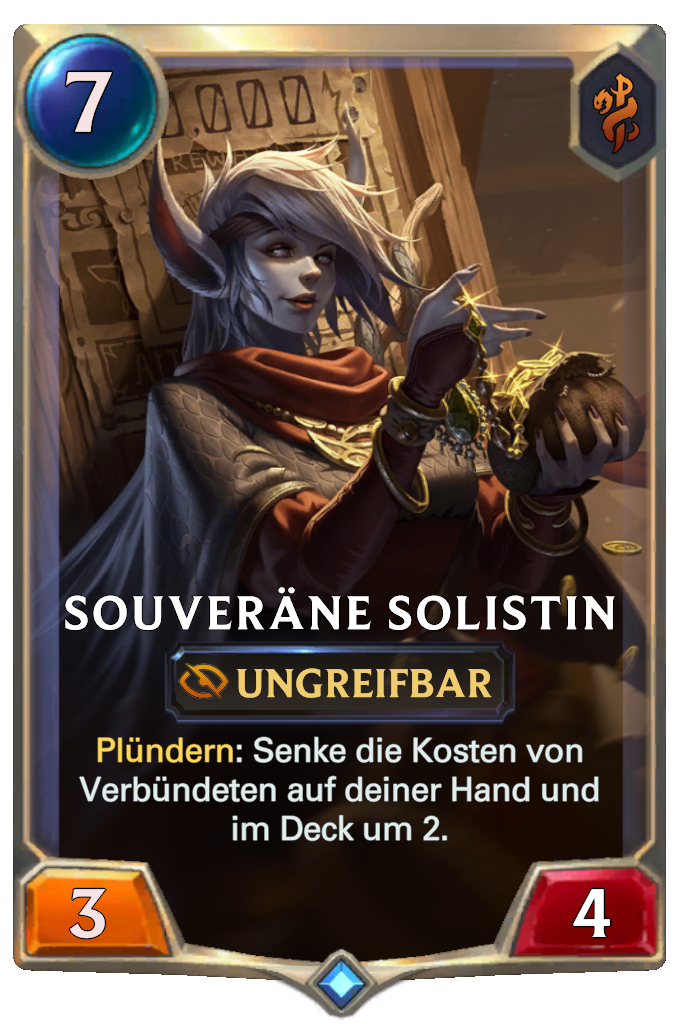 7
,000
SOUVERÄNE SOLISTIN
UNGREIFBAR
Plündern: Senke die Kosten von
Verbündeten auf deiner Hand und
im Deck um 2.
3
4